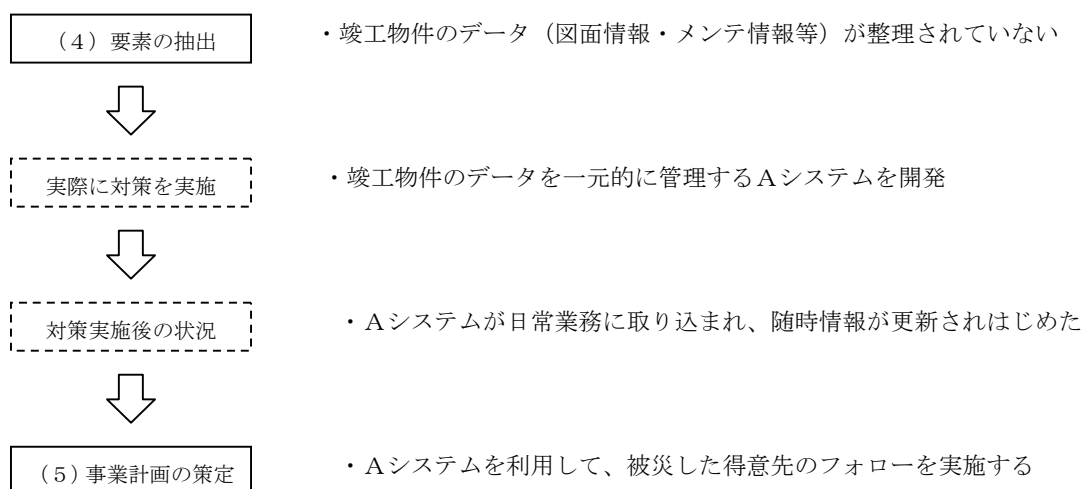 （４）要素の抽出
・竣工物件のデータ（図面情報・メンテ情報等）が整理されていない
実際に対策を実施
・竣工物件のデータを一元的に管理するＡシステムを開発
対策実施後の状況
・Ａシステムが日常業務に取り込まれ、随時情報が更新されはじめた
（５）事業計画の策定
・Ａシステムを利用して、被災した得意先のフォローを実施する